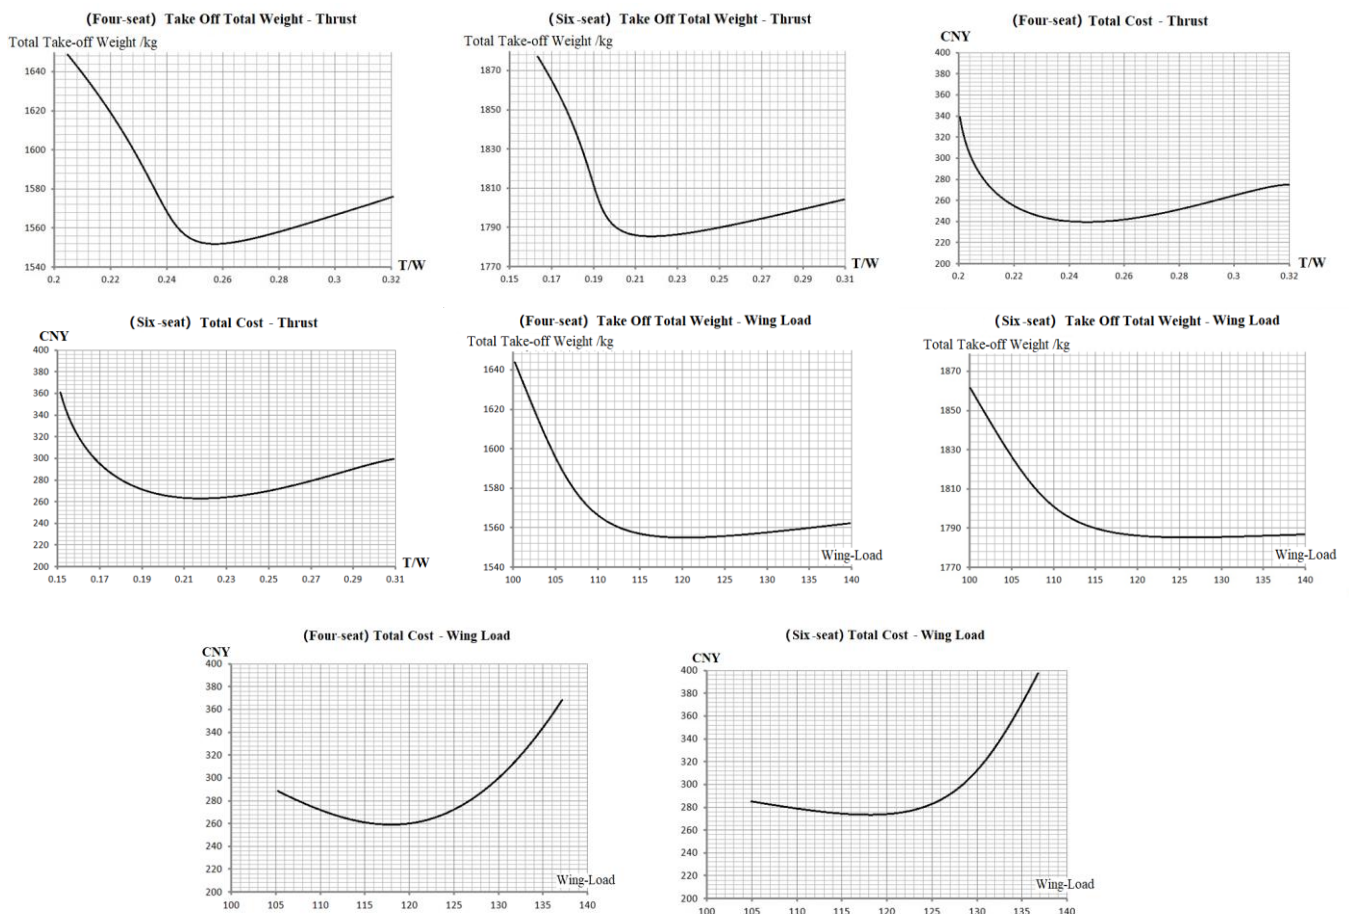 (Four-seat) Take Off Total Weight - Thrust
Total Take-off Weight /kg
1640
1620
1600
1580
1560
1540
0.2 0.22 0.24 0.26 0.28 0.3 0.32
T/W
(Six-seat) Take Off Total Weight - Thrust
Total Take-off Weight /kg
1870
1850
1830
1810
1790
1770
0.15 0.17 0.19 0.21 0.23 0.25 0.27 0.29 0.31
T/W
(Four-seat) Total Cost - Thrust
CNY
400
380
360
340
320
300
280
260
240
220
200
0.2 0.22 0.24 0.26 0.28 0.3 0.32
T/W
(Six-seat) Total Cost - Thrust
CNY
400
380
360
340
320
300
280
260
240
220
200
0.15 0.17 0.19 0.21 0.23 0.25 0.27 0.29 0.31
T/W
(Four-seat) Take Off Total Weight - Wing Load
Total Take-off Weight /kg
1640
1620
1600
1580
1560
1540
100 105 110 115 120 125 130 135 140
Wing-Load
(Six-seat) Take Off Total Weight - Wing Load
Total Take-off Weight /kg
1870
1850
1830
1810
1790
1770
100 105 110 115 120 125 130 135 140
Wing-Load
(Four-seat) Total Cost - Wing Load
CNY
400
380
360
340
320
300
280
260
240
220
200
100 105 110 115 120 125 130 135 140
Wing-Load
(Six-seat) Total Cost - Wing Load
CNY
400
380
360
340
320
300
280
260
240
220
200
100 105 110 115 120 125 130 135 140
Wing-Load